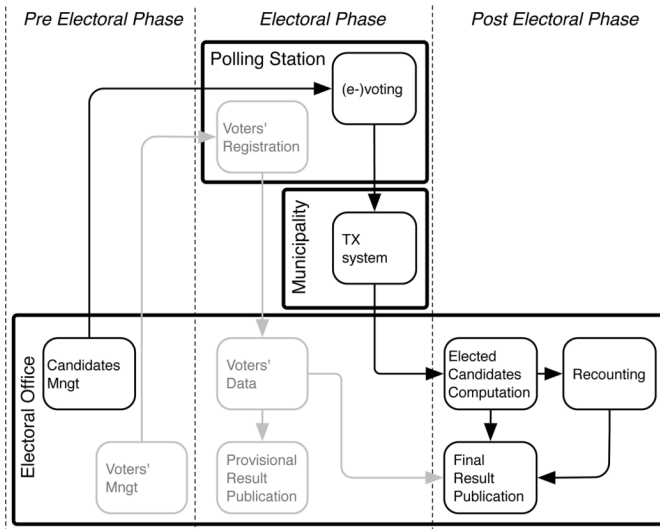 Pre Electoral Phase
Electoral Phase
Post Electoral Phase
Polling Station
(e-)voting
Voters'
Registration
Municipality
TX
system
Electoral Office
Candidates
Mngt
Voters'
Data
Elected
Candidates
Computation
Recounting
Voters'
Mngt
Provisional
Result
Publication
Final
Result
Publication